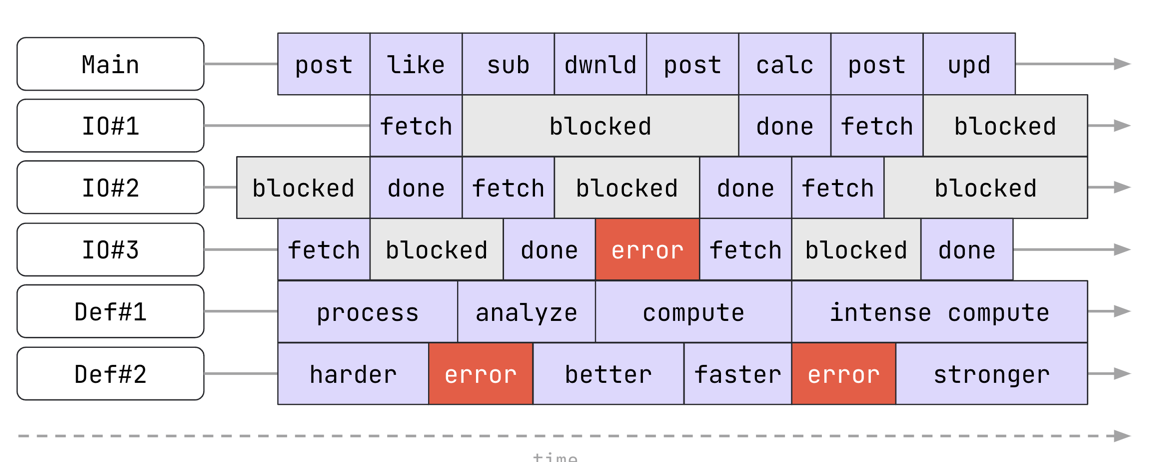 Main post like sub dwnld post calc post upd
IO#1 fetch blocked done fetch blocked
IO#2 blocked done fetch blocked done fetch blocked
IO#3 fetch blocked done error fetch blocked done
Def#1 process analyze compute intense compute
Def#2 harder error better faster error stronger
time